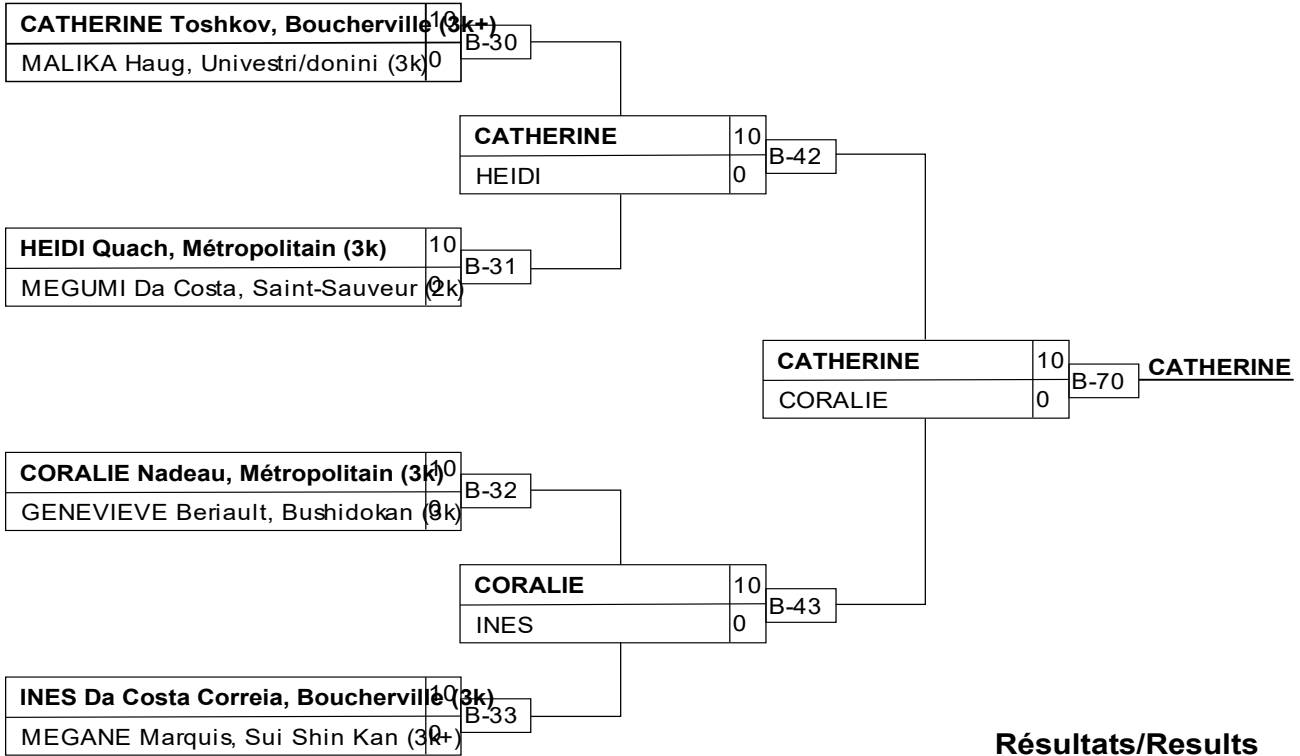 CATHERINE Toshkov, Boucherville (3k+) 10
MALIKA Haug, Univestri/donini (3k) 0
B-30
CATHERINE 10
HEIDI 0
B-42
HEIDI Quach, Métropolitain (3k) 10
MEGUMI Da Costa, Saint-Sauveur (2k) 0
B-31
CATHERINE 10
CORALIE 0
B-70
CATHERINE
CORALIE Nadeau, Métropolitain (3k) 10
GENEVIEVE Beriault, Bushidokan (3k) 0
B-32
CORALIE 10
INES 0
B-43
INES Da Costa Correia, Boucherville (3k) 10
MEGANE Marquis, Sui Shin Kan (3k+) 0
B-33
Résultats/Results